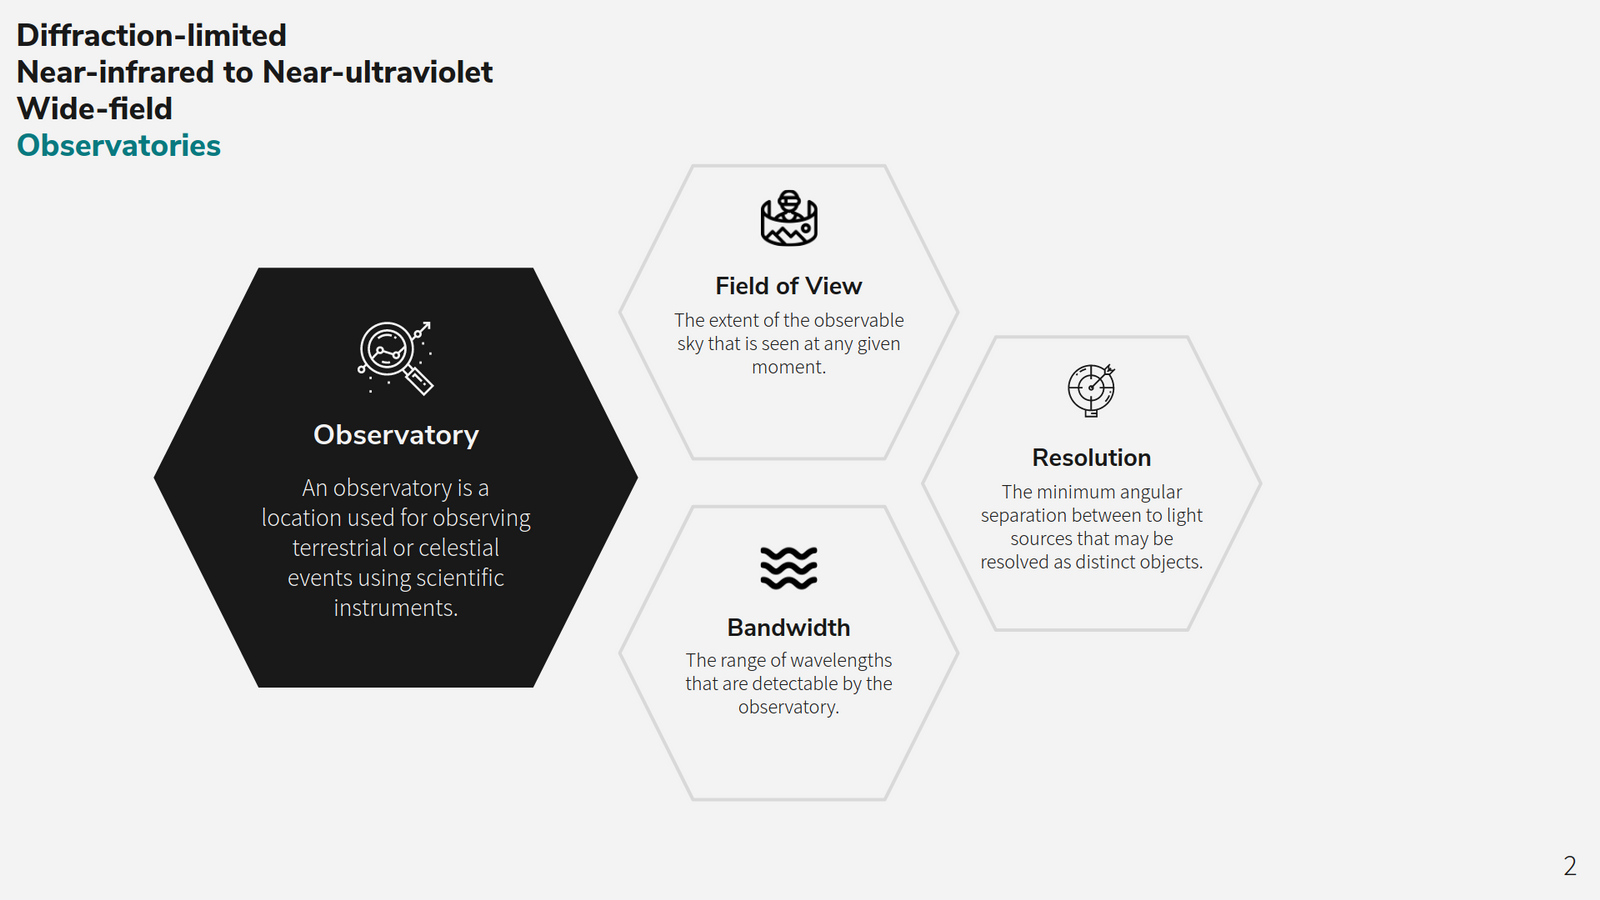 Diffraction-limited
Near-infrared to Near-ultraviolet
Wide-field
Observatories
Observatory
An observatory is a
location used for observing
terrestrial or celestial
events using scientific
instruments.
Field of View
The extent of the observable
sky that is seen at any given
moment.
Bandwidth
The range of wavelengths
that are detectable by the
observatory.
Resolution
The minimum angular
separation between to light
sources that may be
resolved as distinct objects.
2